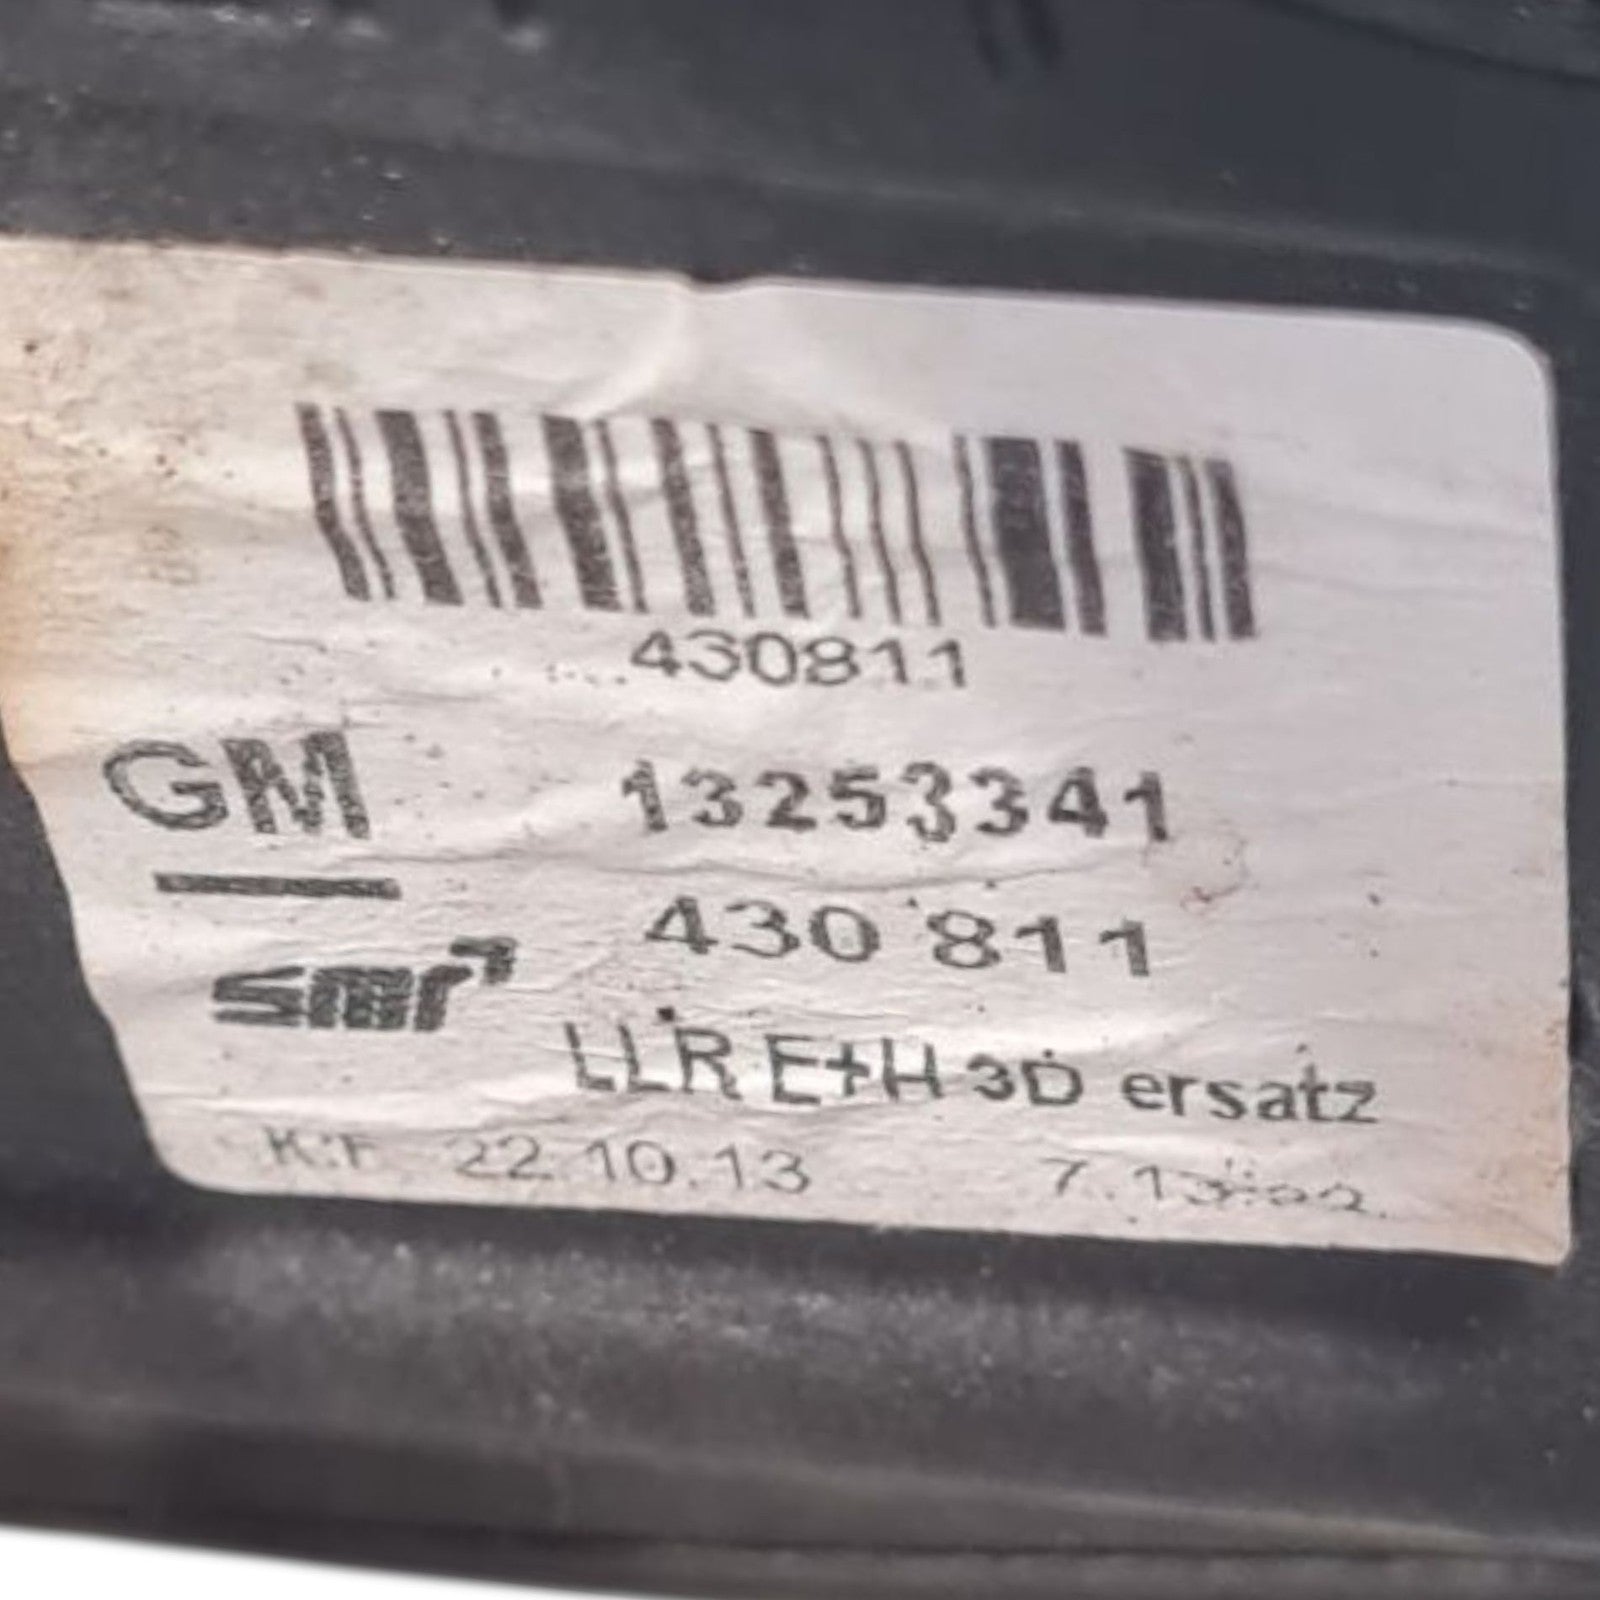 430811
GM 13253341
430 811
smr
LLR E+H 3D ersatz
22.10.13